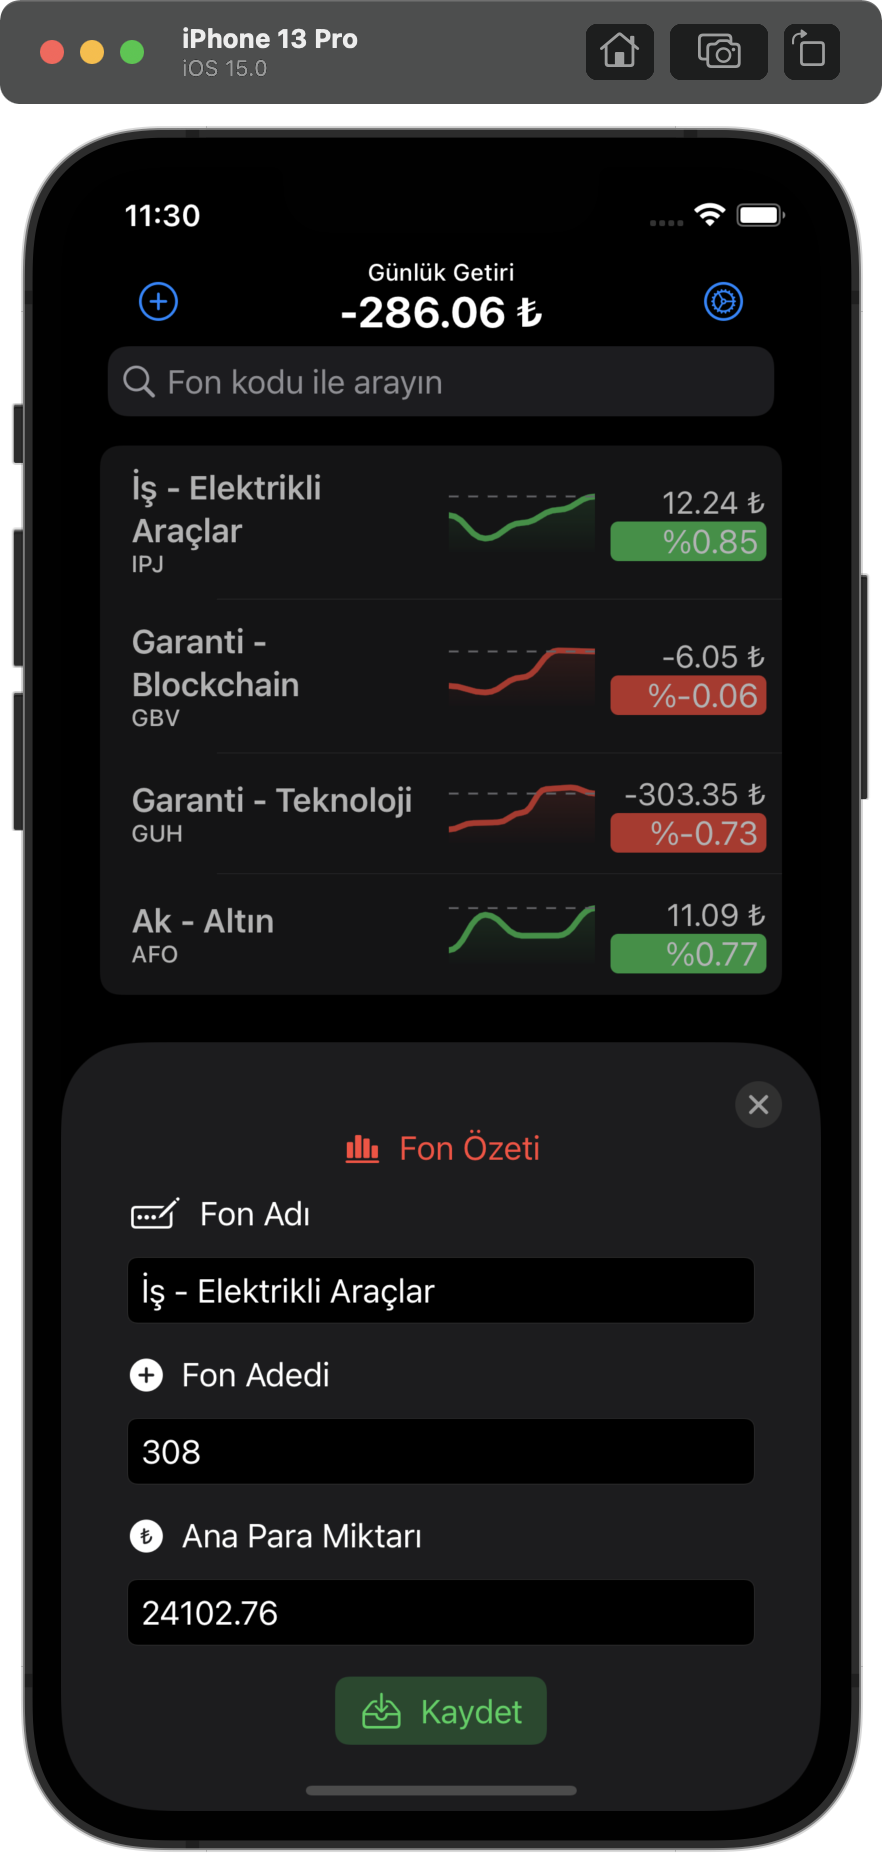 iPhone 13 Pro
iOS 15.0
11:30
Günlük Getiri
-286.06 ₺
Fon kodu ile arayın
İş - Elektrikli
Araçlar
IPJ
12.24 ₺
%0.85
Garanti -
Blockchain
GBV
-6.05 ₺
%-0.06
Garanti - Teknoloji
GUH
-303.35 ₺
%-0.73
Ak - Altın
AFO
11.09 ₺
%0.77
Fon Özeti
Fon Adı
İş - Elektrikli Araçlar
Fon Adedi
308
₺ Ana Para Miktarı
24102.76
Kaydet